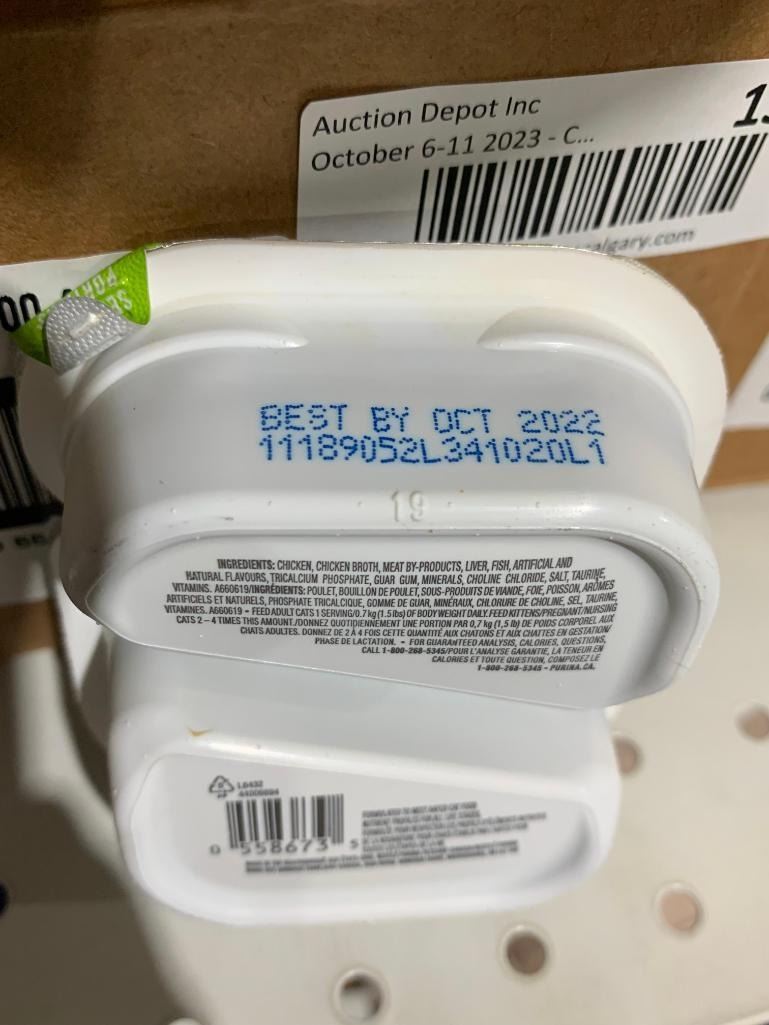 Auction Depot Inc
October 6-11 2023 - C...
algary.com
BEST BY OCT 2022
11189052L341020L1
19
INGREDIENTS: CHICKEN, CHICKEN BROTH, MEAT BY-PRODUCTS, LIVER, FISH, ARTIFICIAL AND
NATURAL FLAVOURS, TRICALCIUM PHOSPHATE, GUAR GUM, MINERALS, CHOLINE CHLORIDE, SALT, TAURINE,
VITAMINS. A660619/INGRÉDIENTS: POULET, BOUILLON DE POULET, SOUS-PRODUITS DE VIANDE, FOIE, POISSON, ARÔMES
ARTIFICIELS ET NATURELS, PHOSPHATE TRICALCIQUE, GOMME DE GUAR, MINÉRAUX, CHLORURE DE CHOLINE, SEL, TAURINE,
VITAMINES. A660619 • FEED ADULT CATS 1 SERVING/0.7 kg (1.5 lbs) OF BODY WEIGHT DAILY. FEED KITTENS/PREGNANT/NURSING
CATS 2 – 4 TIMES THIS AMOUNT./DONNEZ QUOTIDIENNEMENT UNE PORTION PAR 0,7 kg (1,5 lb) DE POIDS CORPOREL AUX
CHATS ADULTES. DONNEZ DE 2 À 4 FOIS CETTE QUANTITÉ AUX CHATONS ET AUX CHATTES EN GESTATION/
PHASE DE LACTATION. • FOR GUARANTEED ANALYSIS, CALORIES, QUESTIONS,
CALL 1-800-268-5345/POUR L'ANALYSE GARANTIE, LA TENEUR EN
CALORIES ET TOUTE QUESTION, COMPOSEZ LE
1-800-268-5345 • PURINA.CA.
L6432
0 558673 5